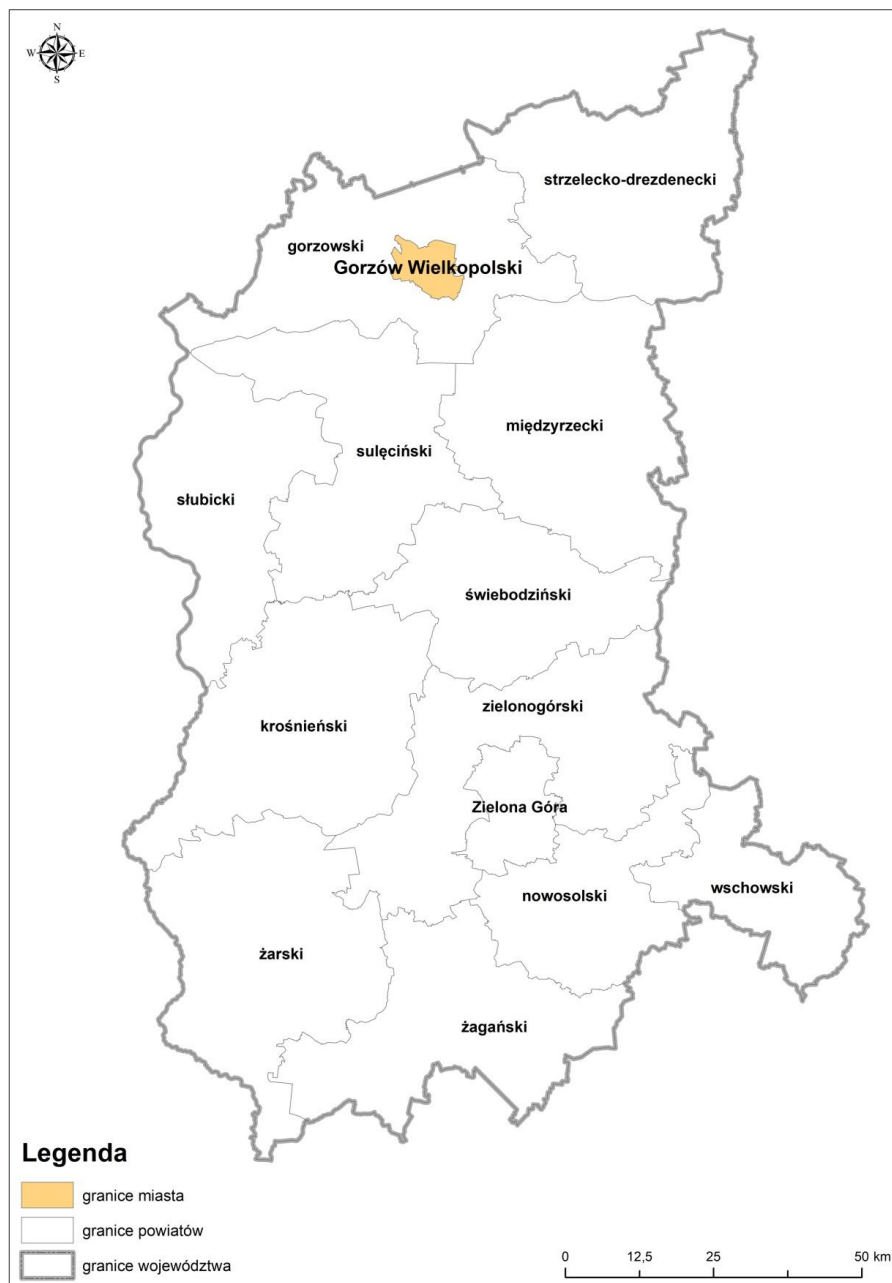 N
W E
S
strzelecko-drezdenecki
gorzowski
Gorzów Wielkopolski
międzyrzecki
sulęciński
słubicki
świebodziński
zielonogórski
krośnieński
Zielona Góra
wschowski
nowosolski
żarski
żagański
Legenda
granice miasta
granice powiatów
granice województwa
0 12,5 25 50 km